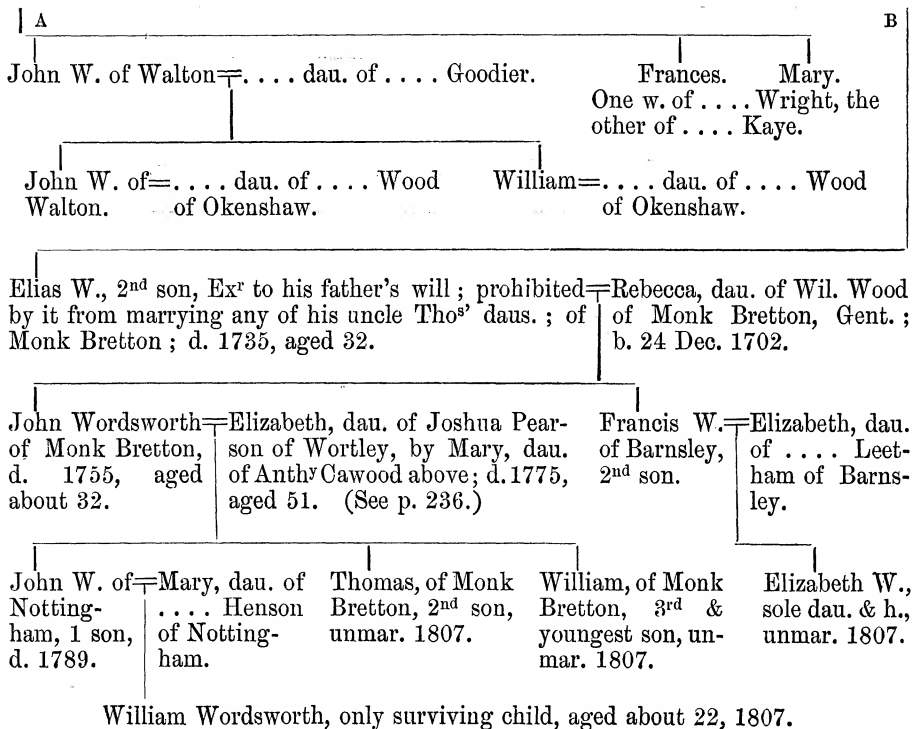 A B
John W. of Walton=. . . . dau. of . . . . Goodier. Frances. Mary.
One w. of . . . . Wright, the
other of . . . . Kaye.
John W. of=. . . . dau. of . . . . Wood William=. . . . dau. of . . . . Wood
Walton. of Okenshaw. of Okenshaw.
Elias W., 2nd son, Exr to his father's will ; prohibited=Rebecca, dau. of Wil. Wood
by it from marrying any of his uncle Thos' daus. ; of of Monk Bretton, Gent. ;
Monk Bretton ; d. 1735, aged 32. b. 24 Dec. 1702.
John Wordsworth=Elizabeth, dau. of Joshua Pear- Francis W.=Elizabeth, dau.
of Monk Bretton, son of Wortley, by Mary, dau. of Barnsley, of . . . . Leet-
d. 1755, aged of Anthy Cawood above; d. 1775, 2nd son. ham of Barns-
about 32. aged 51. (See p. 236.) ley.
John W. of=Mary, dau. of Thomas, of Monk William, of Monk Elizabeth W.,
Notting- . . . . Henson Bretton, 2nd son, Bretton, 3rd & sole dau. & h.,
ham, 1 son, of Notting- unmar. 1807. youngest son, un- unmar. 1807.
d. 1789. ham. mar. 1807.
William Wordsworth, only surviving child, aged about 22, 1807.